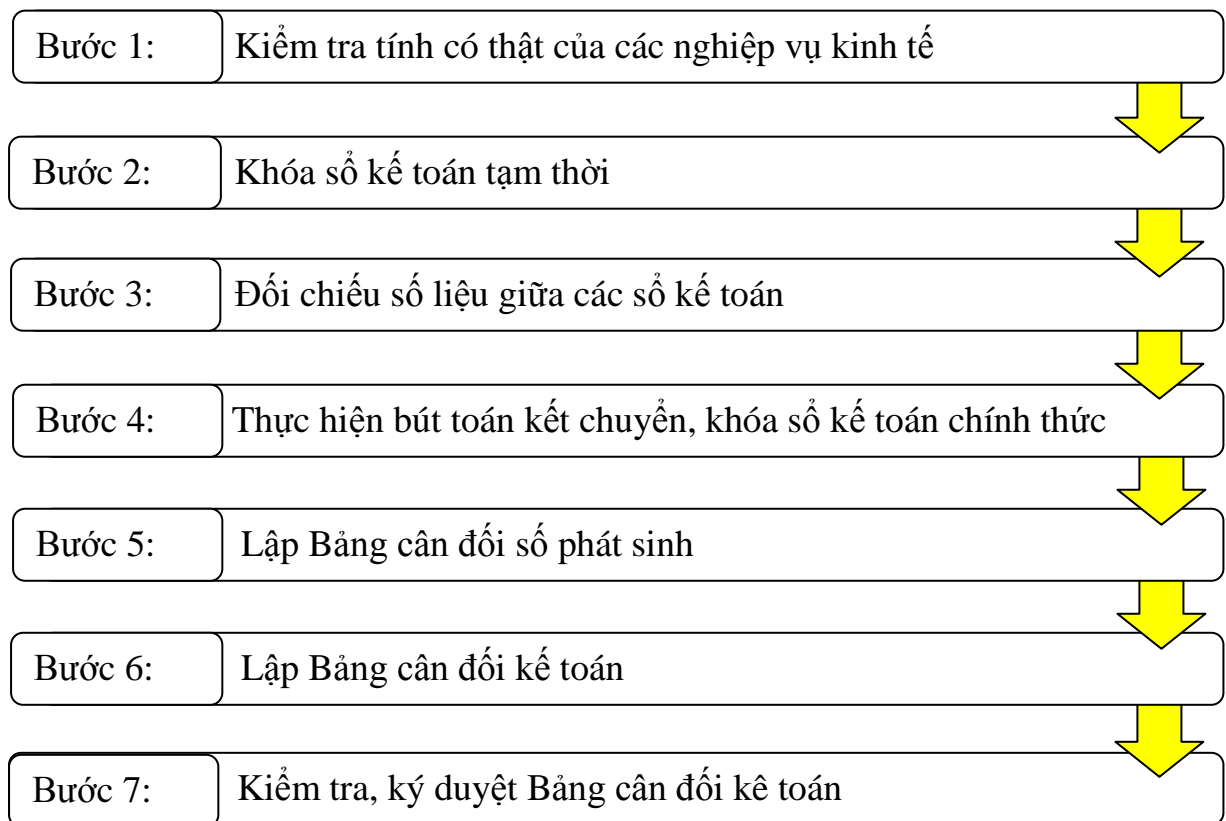 Bước 1: Kiểm tra tính có thật của các nghiệp vụ kinh tế
Bước 2: Khóa sổ kế toán tạm thời
Bước 3: Đối chiếu số liệu giữa các sổ kế toán
Bước 4: Thực hiện bút toán kết chuyển, khóa sổ kế toán chính thức
Bước 5: Lập Bảng cân đối số phát sinh
Bước 6: Lập Bảng cân đối kế toán
Bước 7: Kiểm tra, ký duyệt Bảng cân đối kê toán